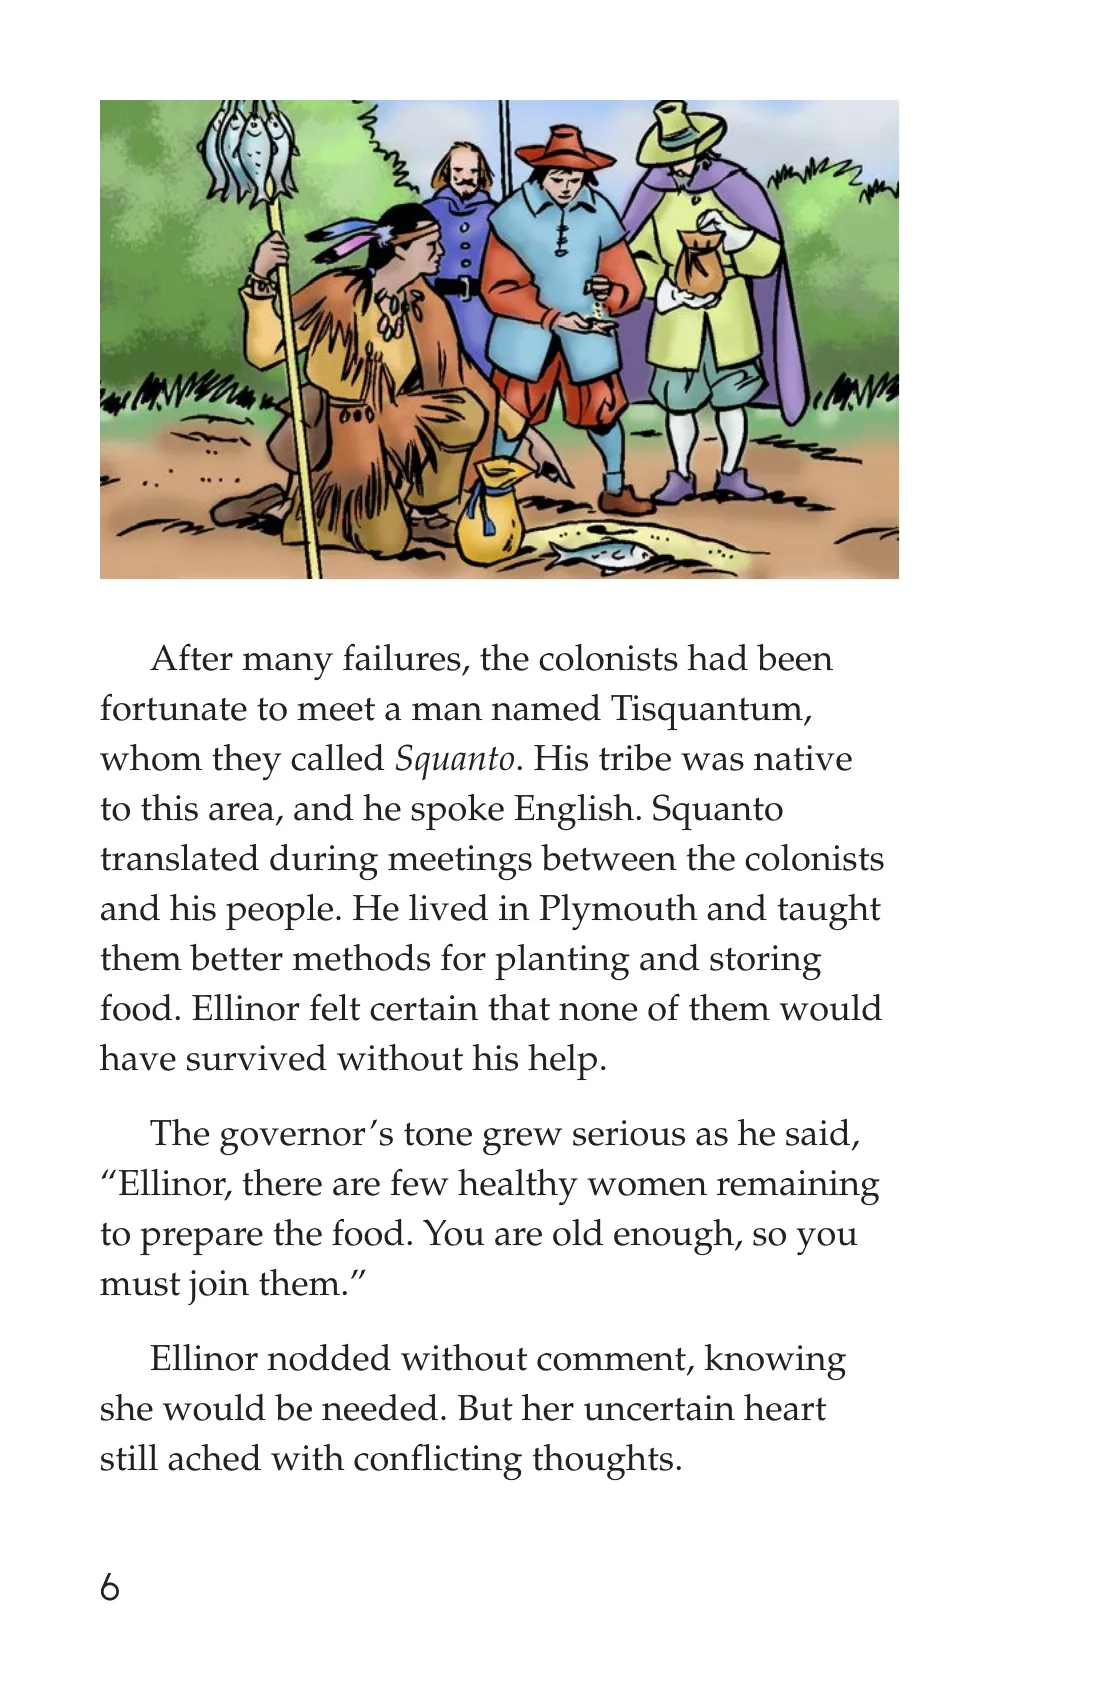 After many failures, the colonists had been
fortunate to meet a man named Tisquantum,
whom they called Squanto. His tribe was native
to this area, and he spoke English. Squanto
translated during meetings between the colonists
and his people. He lived in Plymouth and taught
them better methods for planting and storing
food. Ellinor felt certain that none of them would
have survived without his help.
The governor’s tone grew serious as he said,
“Ellinor, there are few healthy women remaining
to prepare the food. You are old enough, so you
must join them.”
Ellinor nodded without comment, knowing
she would be needed. But her uncertain heart
still ached with conflicting thoughts.
6